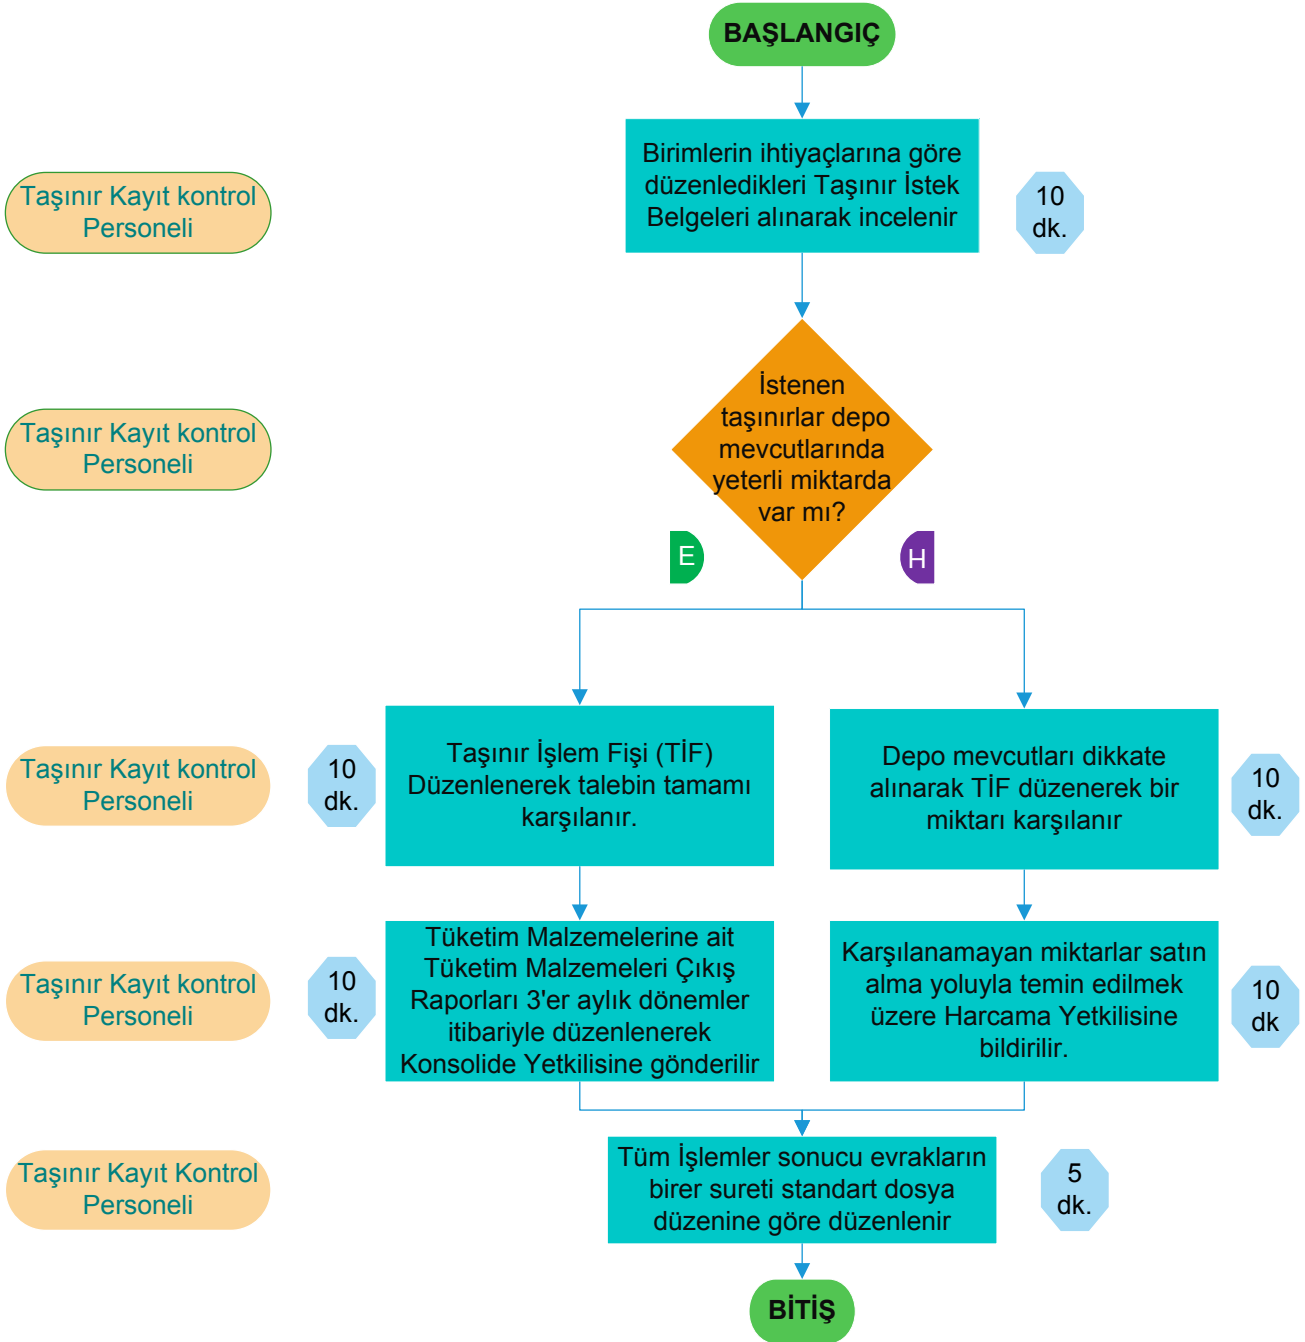 BAŞLANGIÇ
Taşınır Kayıt kontrol
Personeli
Birimlerin ihtiyaçlarına göre
düzenledikleri Taşınır İstek
Belgeleri alınarak incelenir
10
dk.
Taşınır Kayıt kontrol
Personeli
İstenen
taşınırlar depo
mevcutlarında
yeterli miktarda
var mı?
E
H
Taşınır Kayıt kontrol
Personeli
10
dk.
Taşınır İşlem Fişi (TİF)
Düzenlenerek talebin tamamı
karşılanır.
Depo mevcutları dikkate
alınarak TİF düzenerek bir
miktarı karşılanır
10
dk.
Taşınır Kayıt kontrol
Personeli
10
dk.
Tüketim Malzemelerine ait
Tüketim Malzemeleri Çıkış
Raporları 3'er aylık dönemler
itibariyle düzenlenerek
Konsolide Yetkilisine gönderilir
Karşılanamayan miktarlar satın
alma yoluyla temin edilmek
üzere Harcama Yetkilisine
bildirilir.
10
dk
Taşınır Kayıt Kontrol
Personeli
Tüm İşlemler sonucu evrakların
birer sureti standart dosya
düzenine göre düzenlenir
5
dk.
BİTİŞ